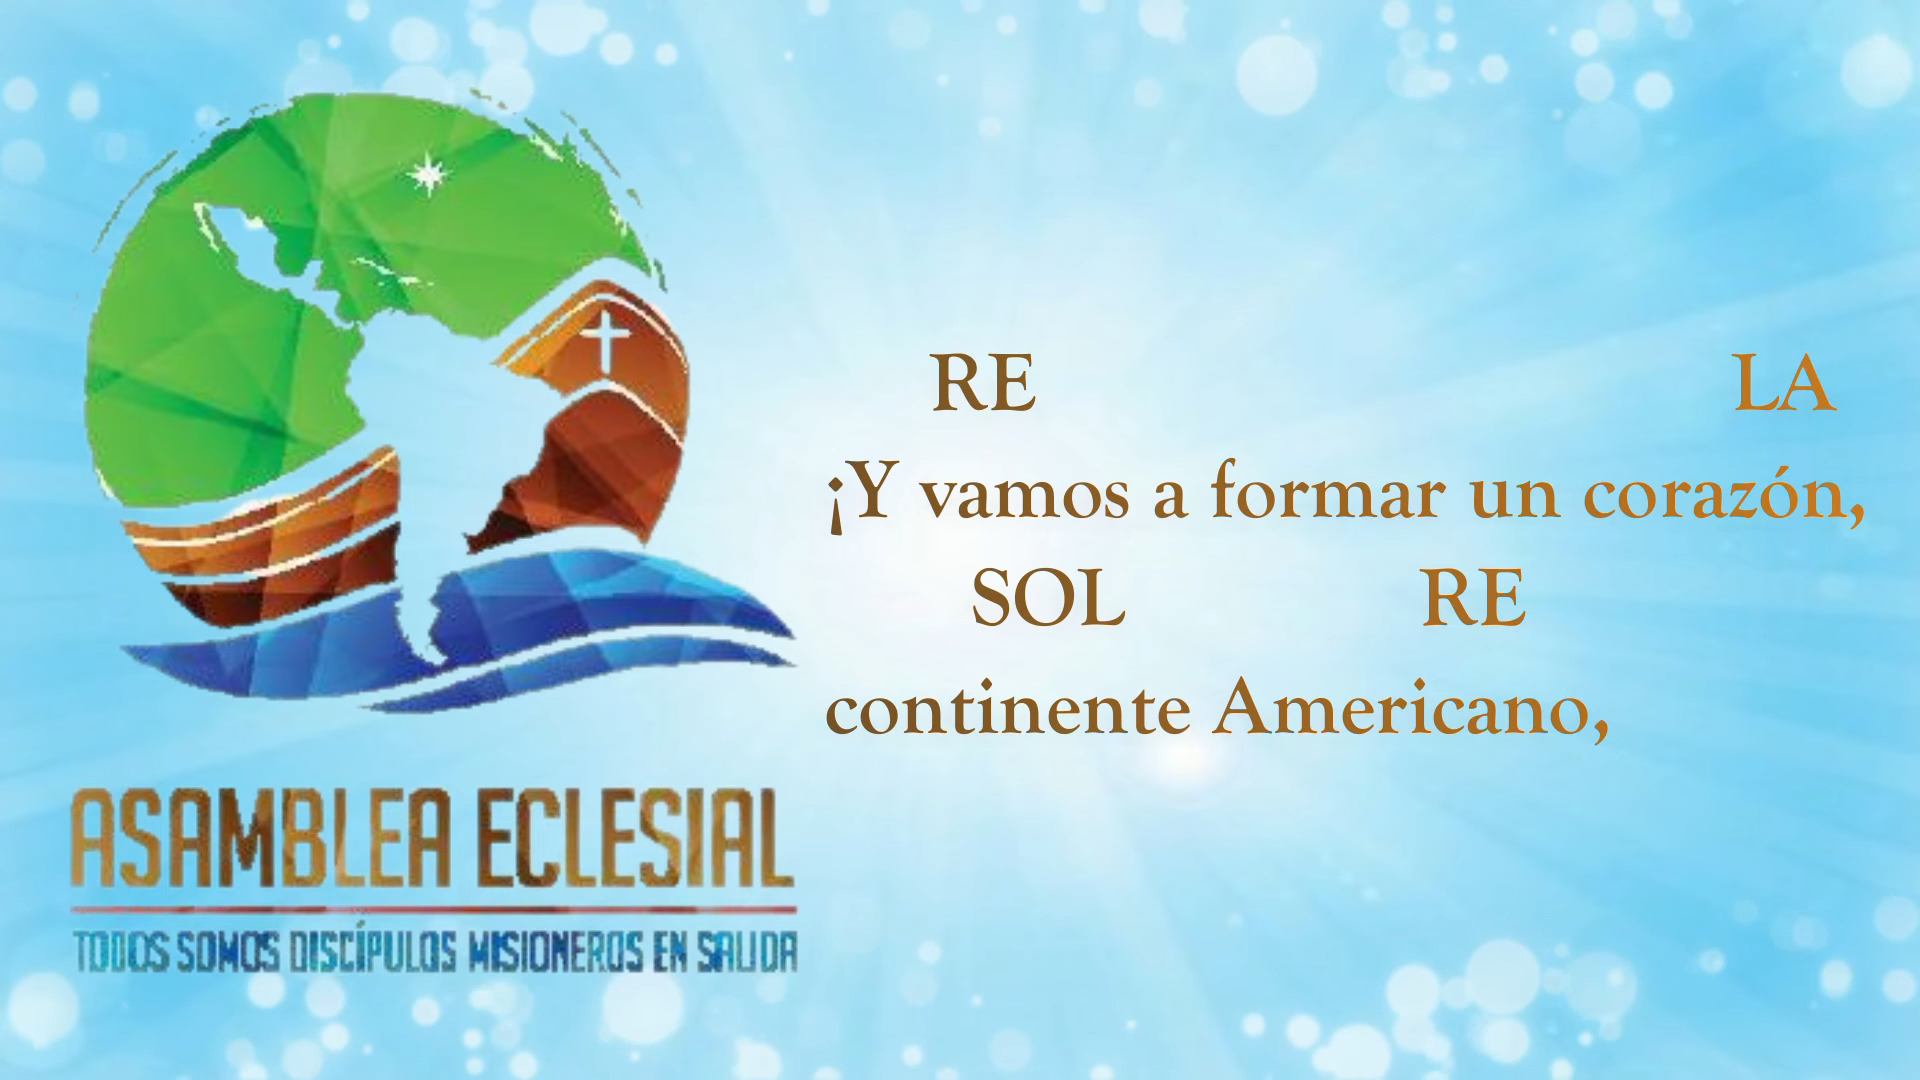 RE LA
¡Y vamos a formar un corazón,
SOL RE
continente Americano,
ASAMBLEA ECLESIAL
TODOS SOMOS DISCÍPULOS MISIONEROS EN SALIDA